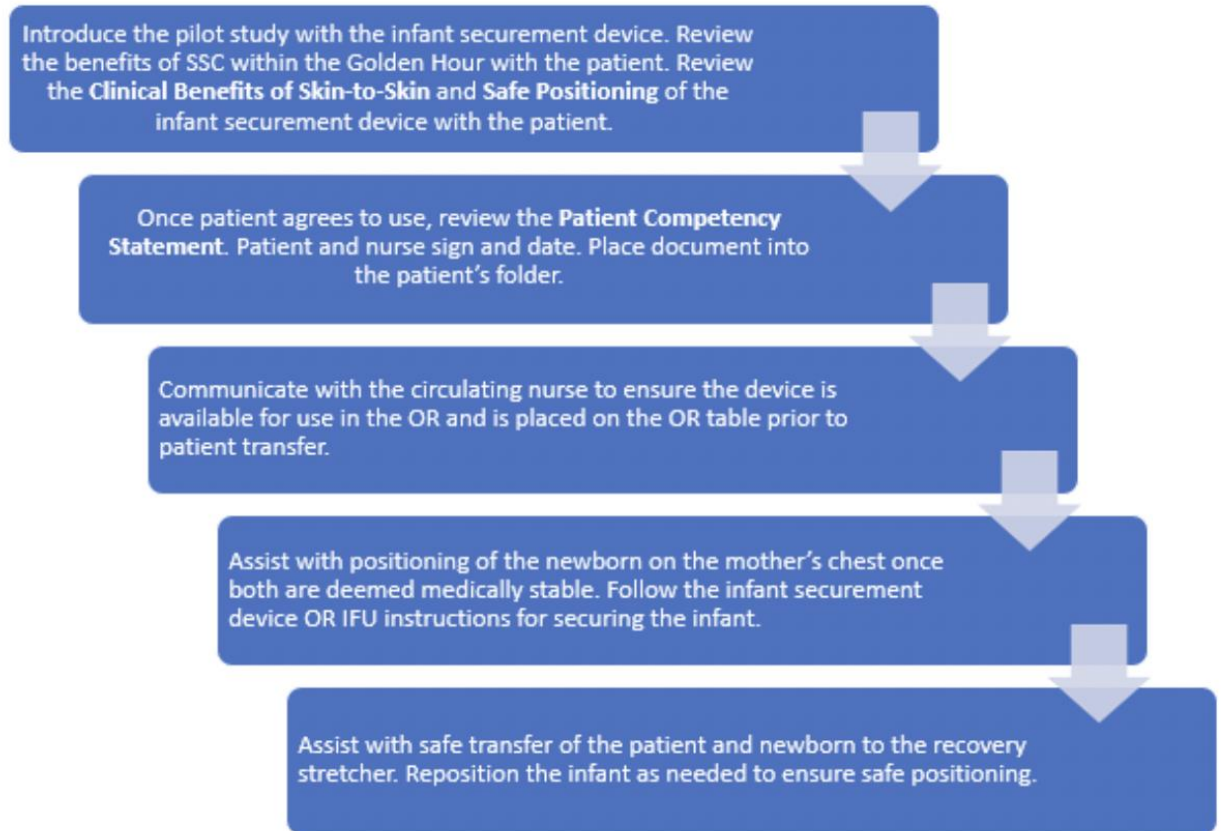 Introduce the pilot study with the infant securement device. Review
the benefits of SSC within the Golden Hour with the patient. Review
the Clinical Benefits of Skin-to-Skin and Safe Positioning of the
infant securement device with the patient.
Once patient agrees to use, review the Patient Competency
Statement. Patient and nurse sign and date. Place document into
the patient's folder.
Communicate with the circulating nurse to ensure the device is
available for use in the OR and is placed on the OR table prior to
patient transfer.
Assist with positioning of the newborn on the mother's chest once
both are deemed medically stable. Follow the infant securement
device OR IFU instructions for securing the infant.
Assist with safe transfer of the patient and newborn to the recovery
stretcher. Reposition the infant as needed to ensure safe positioning.